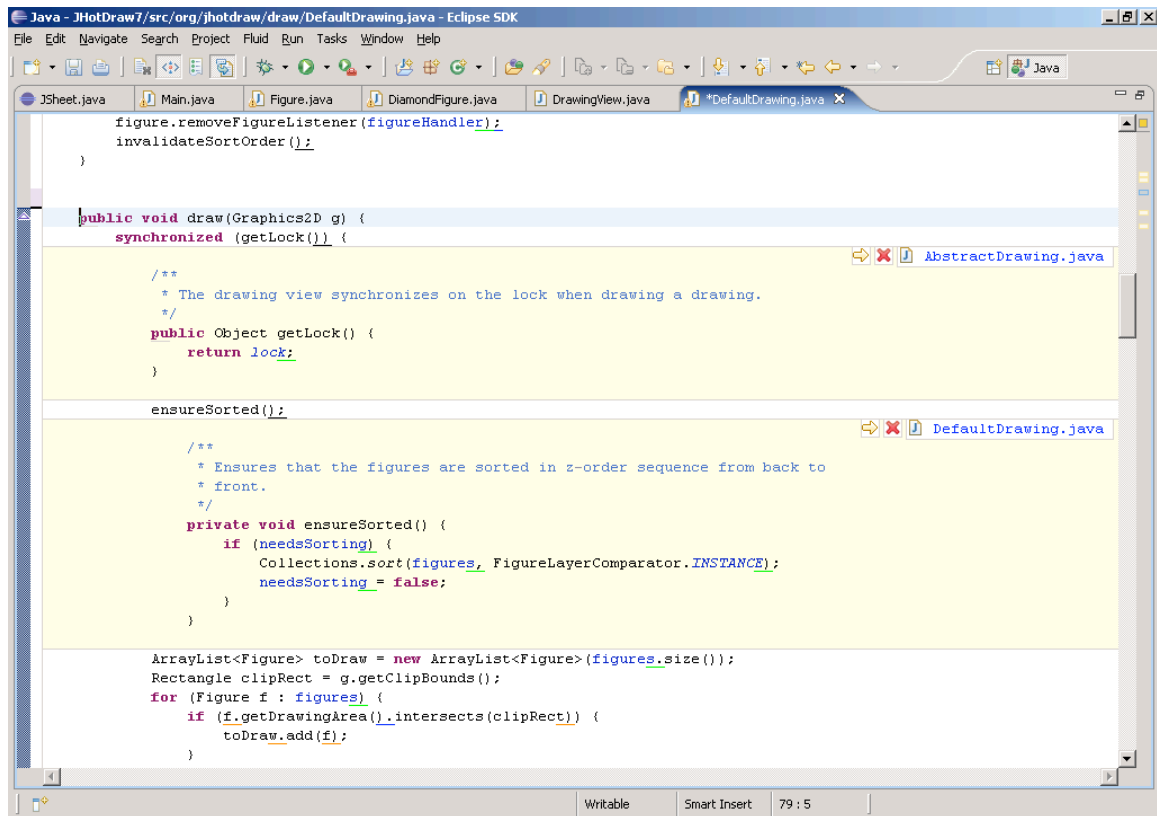 Java - JHotDraw7/src/org/jhotdraw/draw/DefaultDrawing.java - Eclipse SDK
File Edit Navigate Search Project Fluid Run Tasks Window Help
Java
JSheet.java Main.java Figure.java DiamondFigure.java DrawingView.java *DefaultDrawing.java
figure.removeFigureListener(figureHandler);
invalidateSortOrder();
}
public void draw(Graphics2D g) {
synchronized (getLock()) {
AbstractDrawing.java
/**
* The drawing view synchronizes on the lock when drawing a drawing.
*/
public Object getLock() {
return lock;
}
ensureSorted();
DefaultDrawing.java
/**
* Ensures that the figures are sorted in z-order sequence from back to
* front.
*/
private void ensureSorted() {
if (needsSorting) {
Collections.sort(figures, FigureLayerComparator.INSTANCE);
needsSorting = false;
}
}
ArrayList<Figure> toDraw = new ArrayList<Figure>(figures.size());
Rectangle clipRect = g.getClipBounds();
for (Figure f : figures) {
if (f.getDrawingArea().intersects(clipRect)) {
toDraw.add(f);
}
Writable Smart Insert 79 : 5